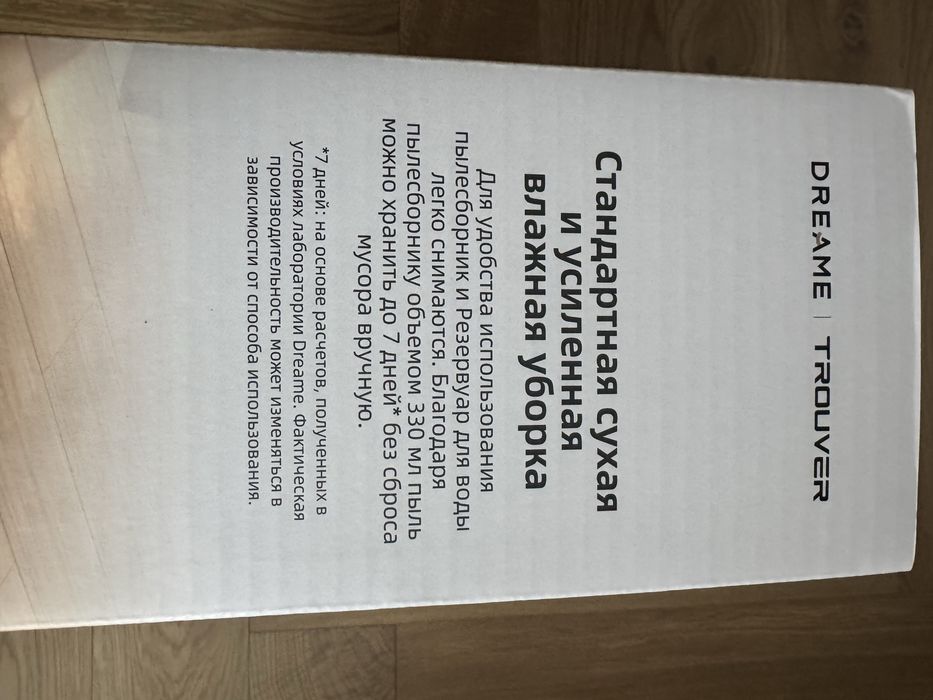 DREAME | TROUVER
Стандартная сухая
и усиленная
влажная уборка
Для удобства использования
пылесборник и Резервуар для воды
легко снимаются. Благодаря
пылесборнику объемом 330 мл пыль
можно хранить до 7 дней* без сброса
мусора вручную.
*7 дней: на основе расчетов, полученных в
условиях лаборатории Dreame. Фактическая
производительность может изменяться в
зависимости от способа использования.